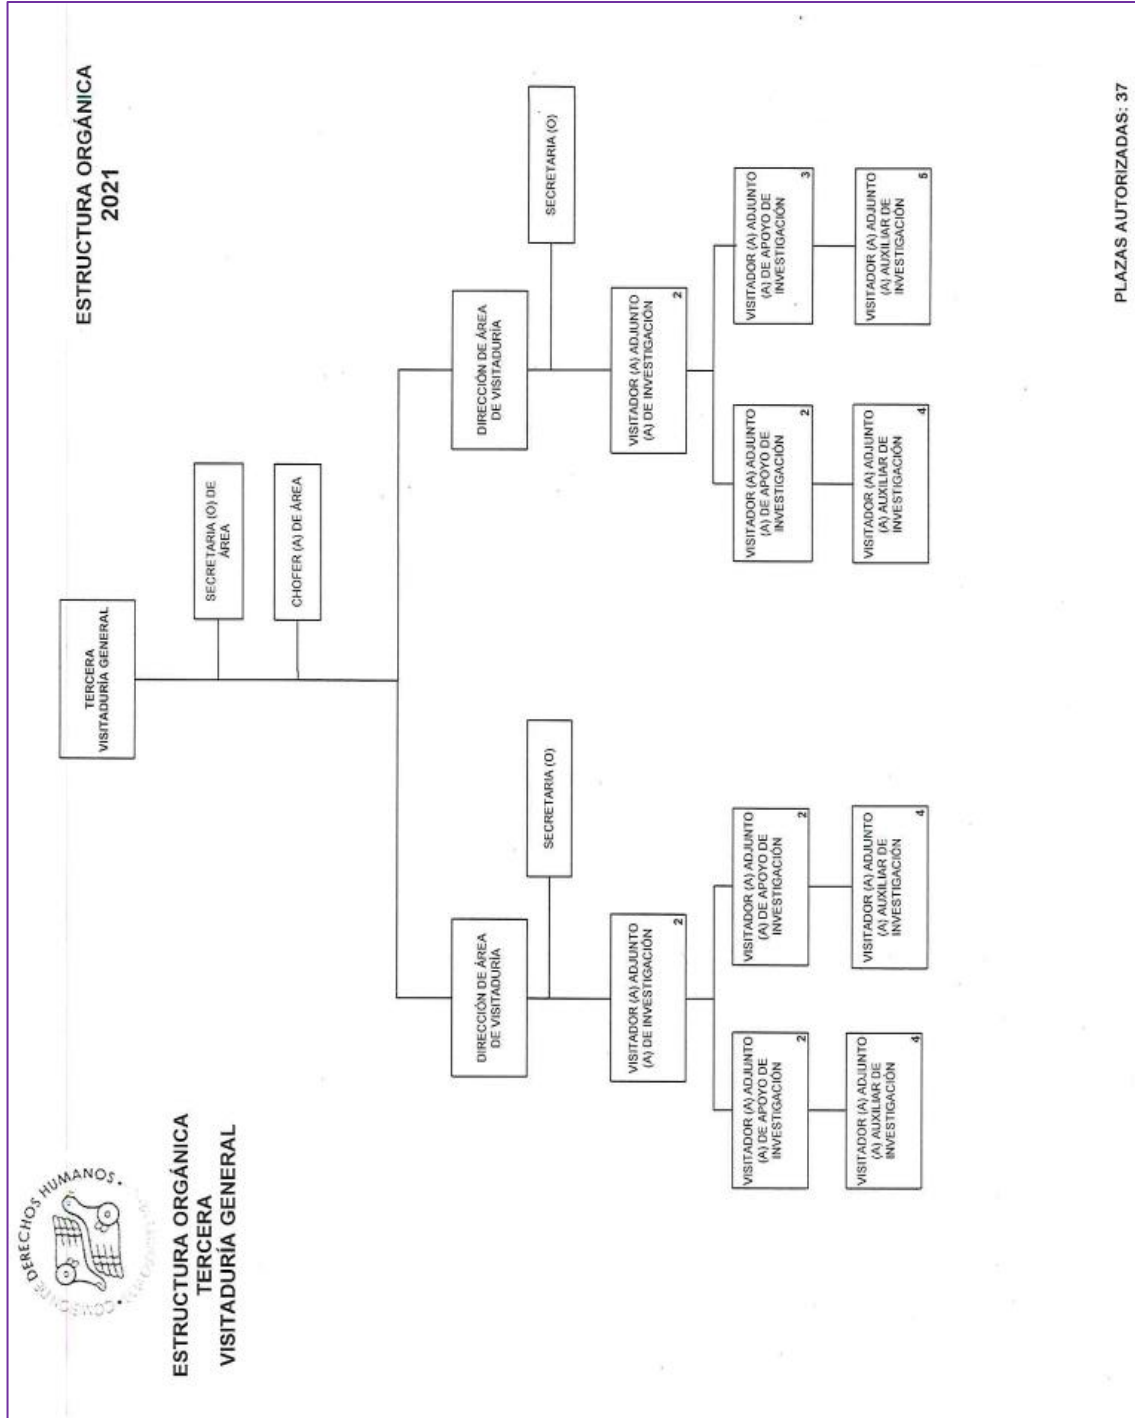 COMISIÓN DE DERECHOS HUMANOS
ESTRUCTURA ORGÁNICA
TERCERA
VISITADURÍA GENERAL
ESTRUCTURA ORGÁNICA
2021
TERCERA
VISITADURÍA GENERAL
SECRETARIA (O) DE
ÁREA
CHOFER (A) DE ÁREA
DIRECCIÓN DE ÁREA
DE VISITADURÍA
SECRETARIA (O)
VISITADOR (A) ADJUNTO
(A) DE INVESTIGACIÓN
2
VISITADOR (A) ADJUNTO
(A) DE APOYO DE
INVESTIGACIÓN
2
VISITADOR (A) ADJUNTO
(A) AUXILIAR DE
INVESTIGACIÓN
4
VISITADOR (A) ADJUNTO
(A) DE APOYO DE
INVESTIGACIÓN
2
VISITADOR (A) ADJUNTO
(A) AUXILIAR DE
INVESTIGACIÓN
4
DIRECCIÓN DE ÁREA
DE VISITADURÍA
SECRETARIA (O)
VISITADOR (A) ADJUNTO
(A) DE INVESTIGACIÓN
2
VISITADOR (A) ADJUNTO
(A) DE APOYO DE
INVESTIGACIÓN
2
VISITADOR (A) ADJUNTO
(A) AUXILIAR DE
INVESTIGACIÓN
4
VISITADOR (A) ADJUNTO
(A) DE APOYO DE
INVESTIGACIÓN
3
VISITADOR (A) ADJUNTO
(A) AUXILIAR DE
INVESTIGACIÓN
5
PLAZAS AUTORIZADAS: 37